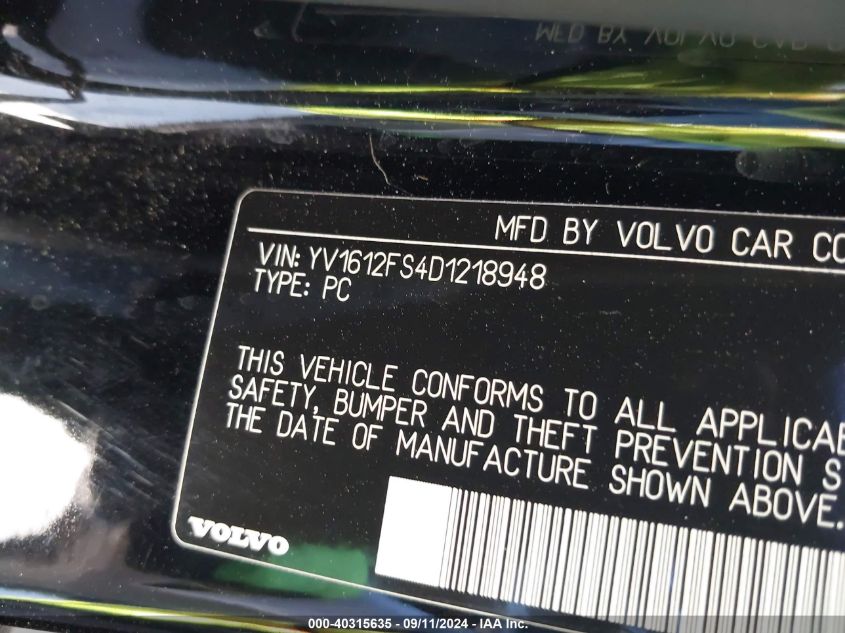 MFD BY VOLVO CAR CO
VIN: YV1612FS4D1218948
TYPE: PC
THIS VEHICLE CONFORMS TO ALL APPLICAB
SAFETY, BUMPER AND THEFT PREVENTION S
THE DATE OF MANUFACTURE SHOWN ABOVE.
VOLVO
000-40315635 - 09/11/2024 - IAA Inc.